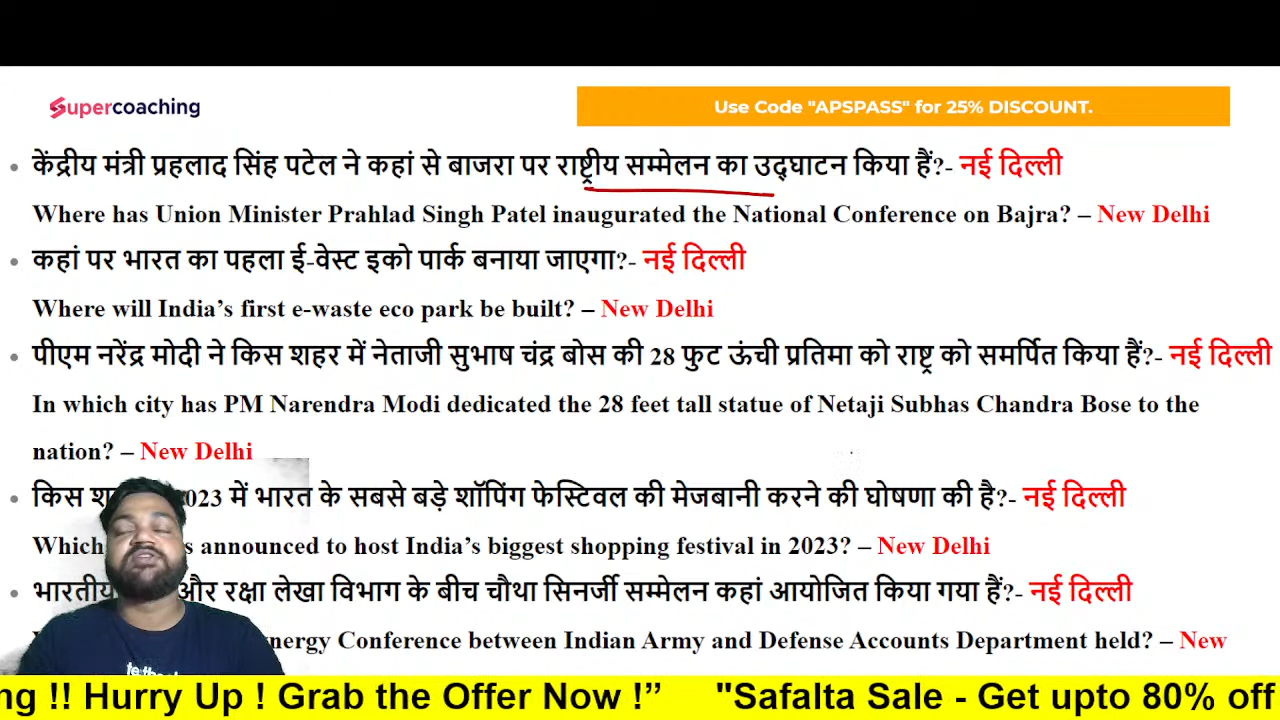 Supercoaching
Use Code "APSPASS" for 25% DISCOUNT.
• केंद्रीय मंत्री प्रहलाद सिंह पटेल ने कहां से बाजरा पर राष्ट्रीय सम्मेलन का उद्घाटन किया हैं?- नई दिल्ली
Where has Union Minister Prahlad Singh Patel inaugurated the National Conference on Bajra? – New Delhi
• कहां पर भारत का पहला ई-वेस्ट इको पार्क बनाया जाएगा?- नई दिल्ली
Where will India’s first e-waste eco park be built? – New Delhi
• पीएम नरेंद्र मोदी ने किस शहर में नेताजी सुभाष चंद्र बोस की 28 फुट ऊंची प्रतिमा को राष्ट्र को समर्पित किया हैं?- नई दिल्ली
In which city has PM Narendra Modi dedicated the 28 feet tall statue of Netaji Subhas Chandra Bose to the
nation? – New Delhi
• किस 2023 में भारत के सबसे बड़े शॉपिंग फेस्टिवल की मेजबानी करने की घोषणा की है?- नई दिल्ली
Which announced to host India’s biggest shopping festival in 2023? – New Delhi
• भारतीय और रक्षा लेखा विभाग के बीच चौथा सिनर्जी सम्मेलन कहां आयोजित किया गया हैं?- नई दिल्ली
nergy Conference between Indian Army and Defense Accounts Department held? – New
ng !! Hurry Up ! Grab the Offer Now !” "Safalta Sale - Get upto 80% off